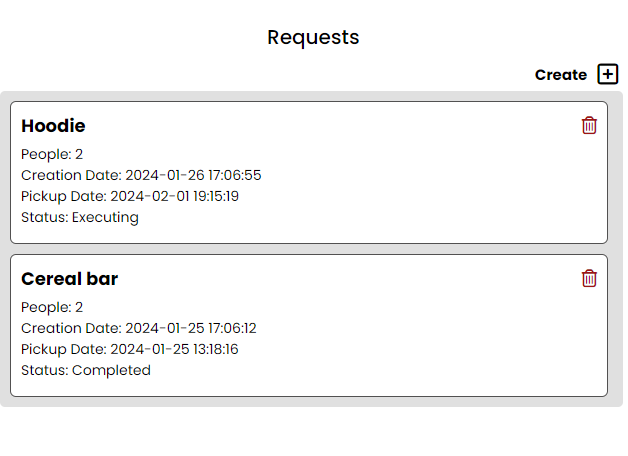 Requests
Create
Hoodie
People: 2
Creation Date: 2024-01-26 17:06:55
Pickup Date: 2024-02-01 19:15:19
Status: Executing
Cereal bar
People: 2
Creation Date: 2024-01-25 17:06:12
Pickup Date: 2024-01-25 13:18:16
Status: Completed